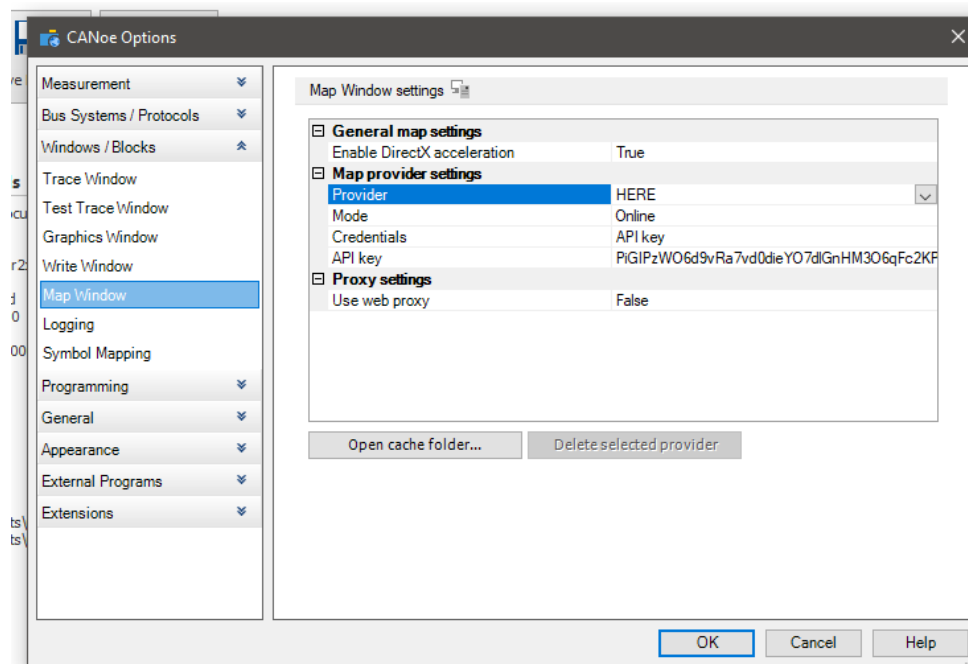 CANoe Options
Measurement
Bus Systems / Protocols
Windows / Blocks
Trace Window
Test Trace Window
Graphics Window
Write Window
Map Window
Logging
Symbol Mapping
Programming
General
Appearance
External Programs
Extensions
Map Window settings
General map settings
Enable DirectX acceleration True
Map provider settings
Provider HERE
Mode Online
Credentials API key
API key
Proxy settings
Use web proxy False
Open cache folder...
Delete selected provider
OK Cancel Help